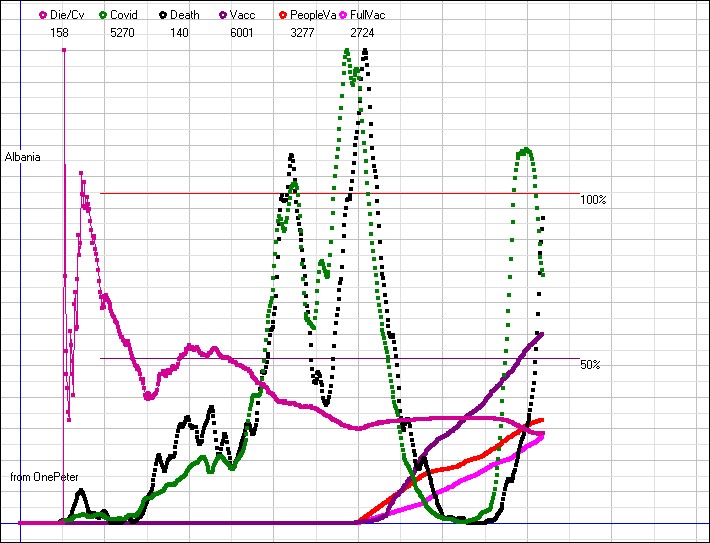 Die/Cv Covid Death Vacc PeopleVa FullVac
158 5270 140 6001 3277 2724
Albania
100%
50%
from OnePeter